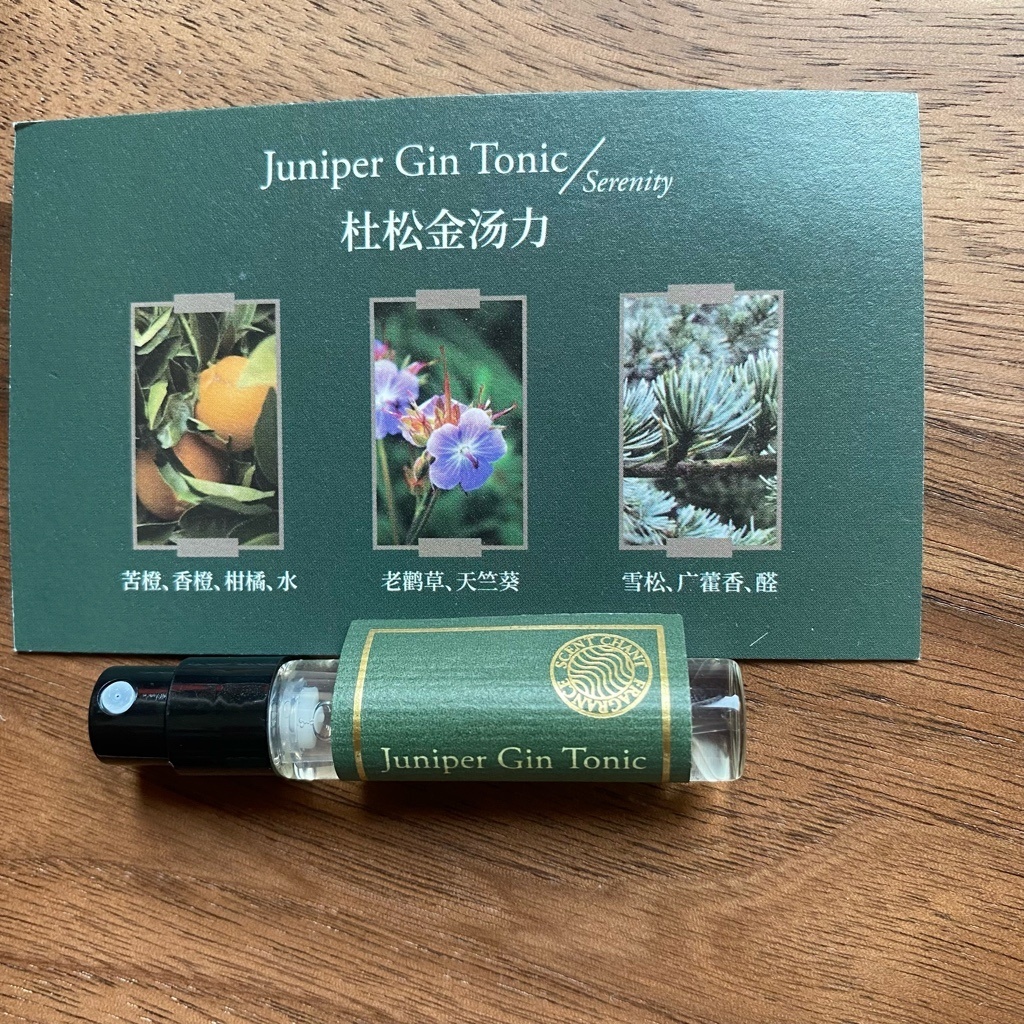 Juniper Gin Tonic/Serenity
杜松金汤力
苦橙、香橙、柑橘、水
老鹳草、天竺葵
雪松、广藿香、醛
SCENT CHANT
FRAGRANCE
Juniper Gin Tonic